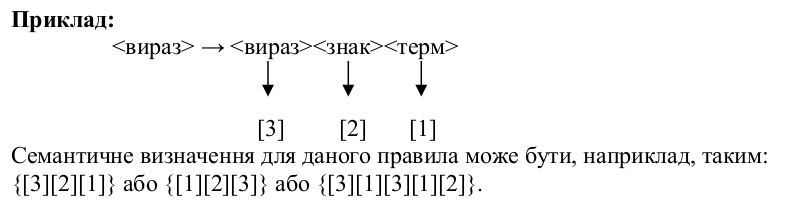 Приклад:
<вираз> → <вираз><знак><терм>
[3] [2] [1]
Семантичне визначення для даного правила може бути, наприклад, таким:
{[3][2][1]} або {[1][2][3]} або {[3][1][3][1][2]}.